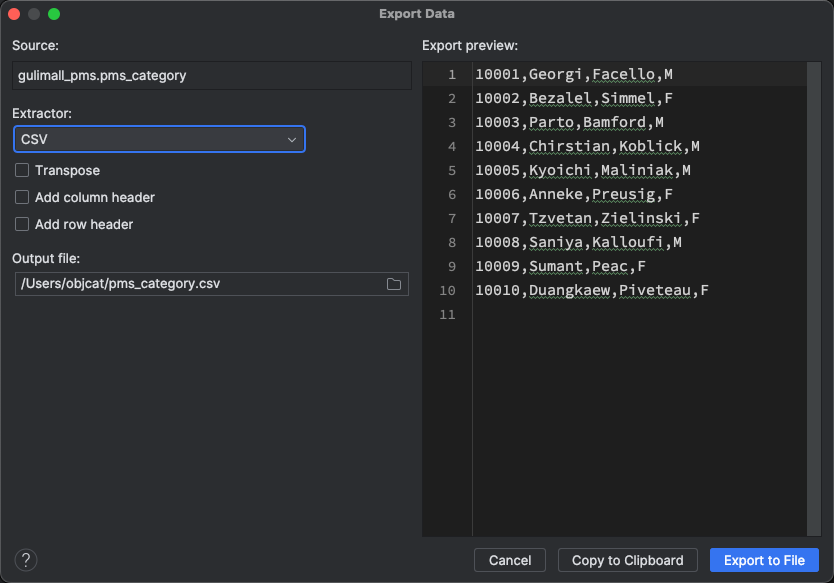 Export Data
Source:
gulimall_pms.pms_category
Extractor:
CSV
Transpose
Add column header
Add row header
Output file:
/Users/objcat/pms_category.csv
Export preview:
1 10001,Georgi,Facello,M
2 10002,Bezalel,Simmel,F
3 10003,Parto,Bamford,M
4 10004,Chirstian,Koblick,M
5 10005,Kyoichi,Maliniak,M
6 10006,Anneke,Preusig,F
7 10007,Tzvetan,Zielinski,F
8 10008,Saniya,Kalloufi,M
9 10009,Sumant,Peac,F
10 10010,Duangkaew,Piveteau,F
11
?
Cancel
Copy to Clipboard
Export to File